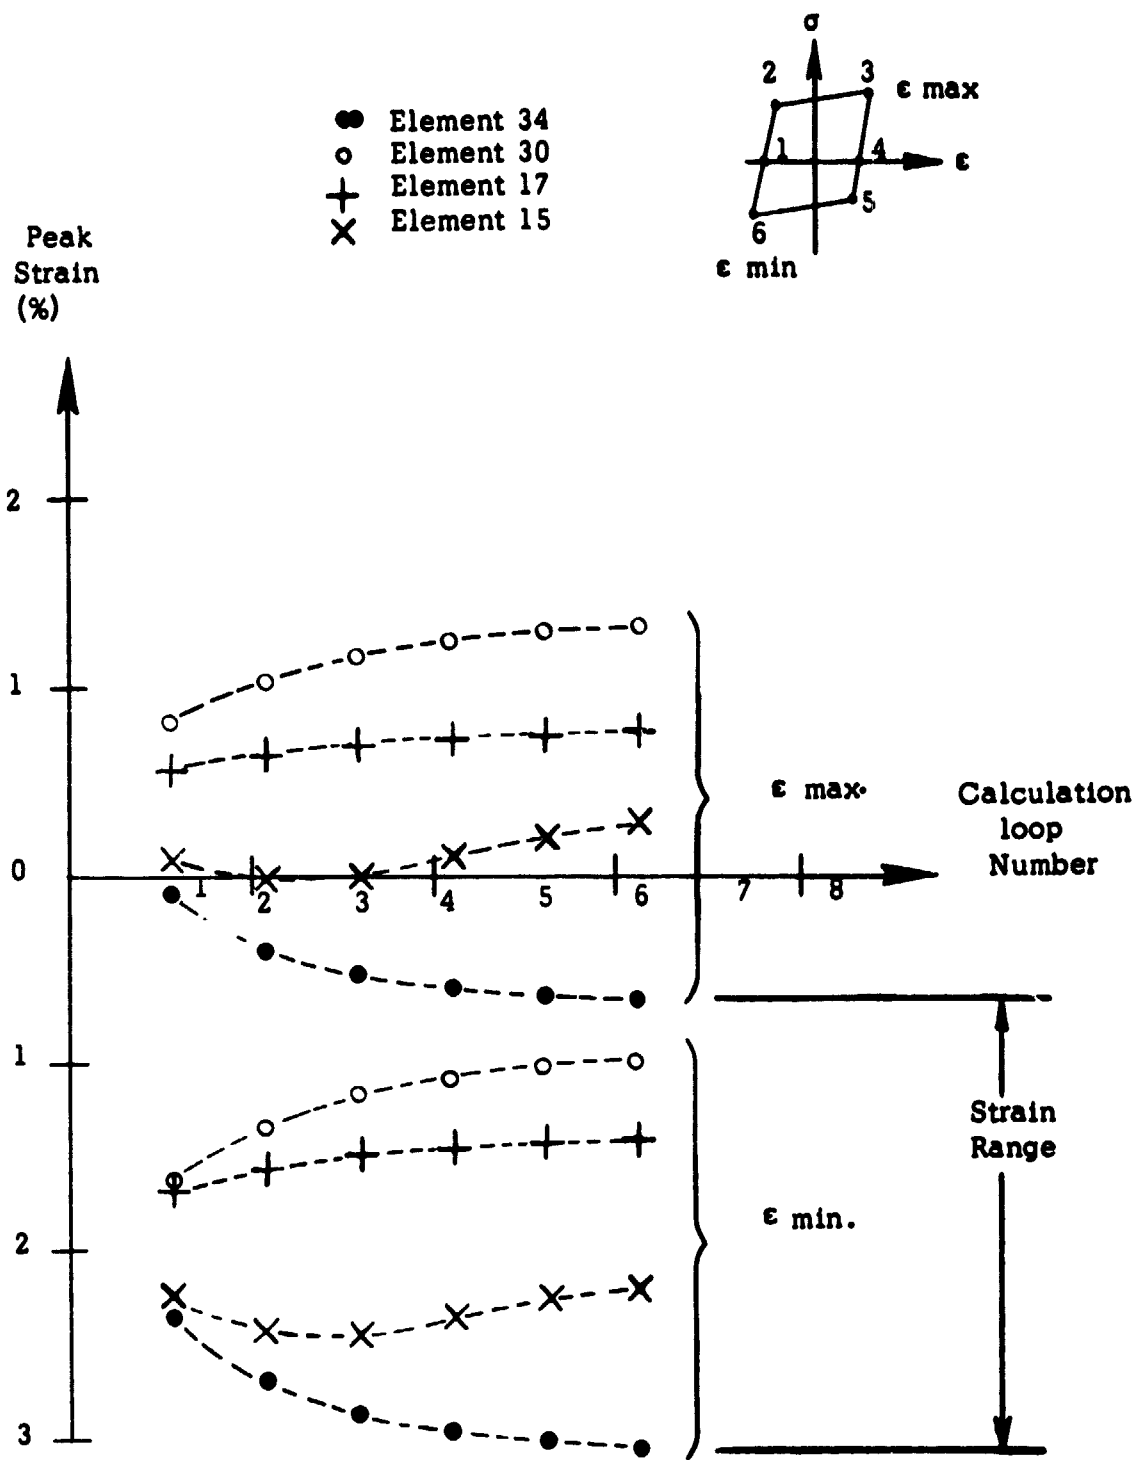 σ
2
3
ε max
1
4
ε
5
6
ε min
Element 34
Element 30
Element 17
Element 15
Peak
Strain
(%)
2
1
0
1
2
3
1
2
3
4
5
6
7
8
ε max.
Calculation
loop
Number
Strain
Range
ε min.